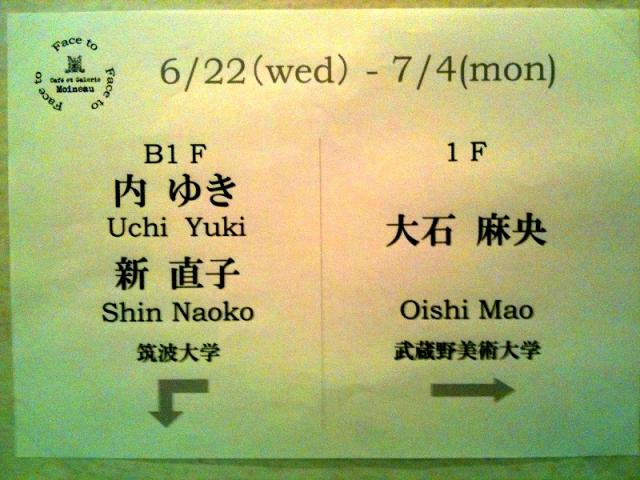 Face to
Face to
Face to
Café et Galerie
Moineau
6/22(wed) - 7/4(mon)
B1 F
内 ゆき
Uchi Yuki
新 直子
Shin Naoko
筑波大学
1 F
大石 麻央
Oishi Mao
武蔵野美術大学